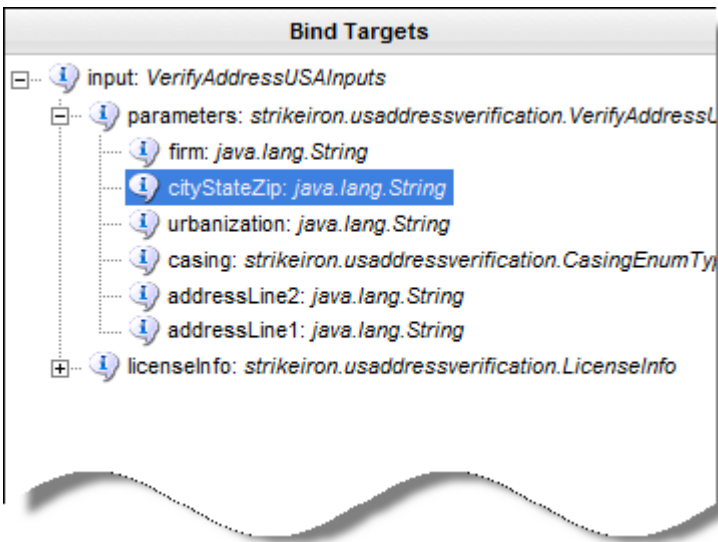 Bind Targets
input: VerifyAddressUSAInputs
parameters: strikeiron.usaddressverification.VerifyAddressU
firm: java.lang.String
cityStateZip: java.lang.String
urbanization: java.lang.String
casing: strikeiron.usaddressverification.CasingEnumTyp
addressLine2: java.lang.String
addressLine1: java.lang.String
licenseInfo: strikeiron.usaddressverification.LicenseInfo